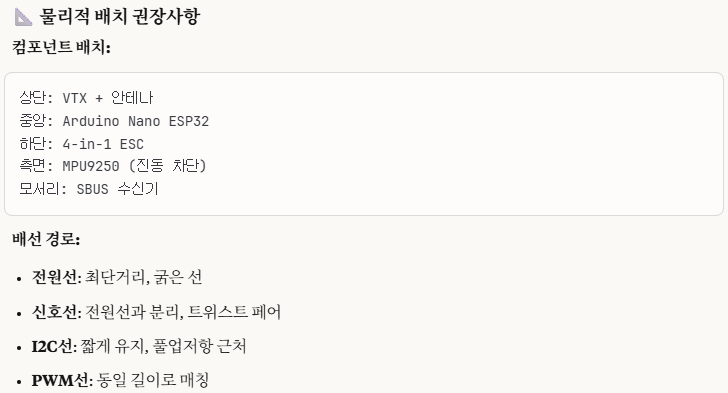 📐 물리적 배치 권장사항
컴포넌트 배치:
상단: VTX + 안테나
중앙: Arduino Nano ESP32
하단: 4-in-1 ESC
측면: MPU9250 (진동 차단)
모서리: SBUS 수신기
배선 경로:
• 전원선: 최단거리, 굵은 선
• 신호선: 전원선과 분리, 트위스트 페어
• I2C선: 짧게 유지, 풀업저항 근처
• PWM선: 동일 길이로 매칭